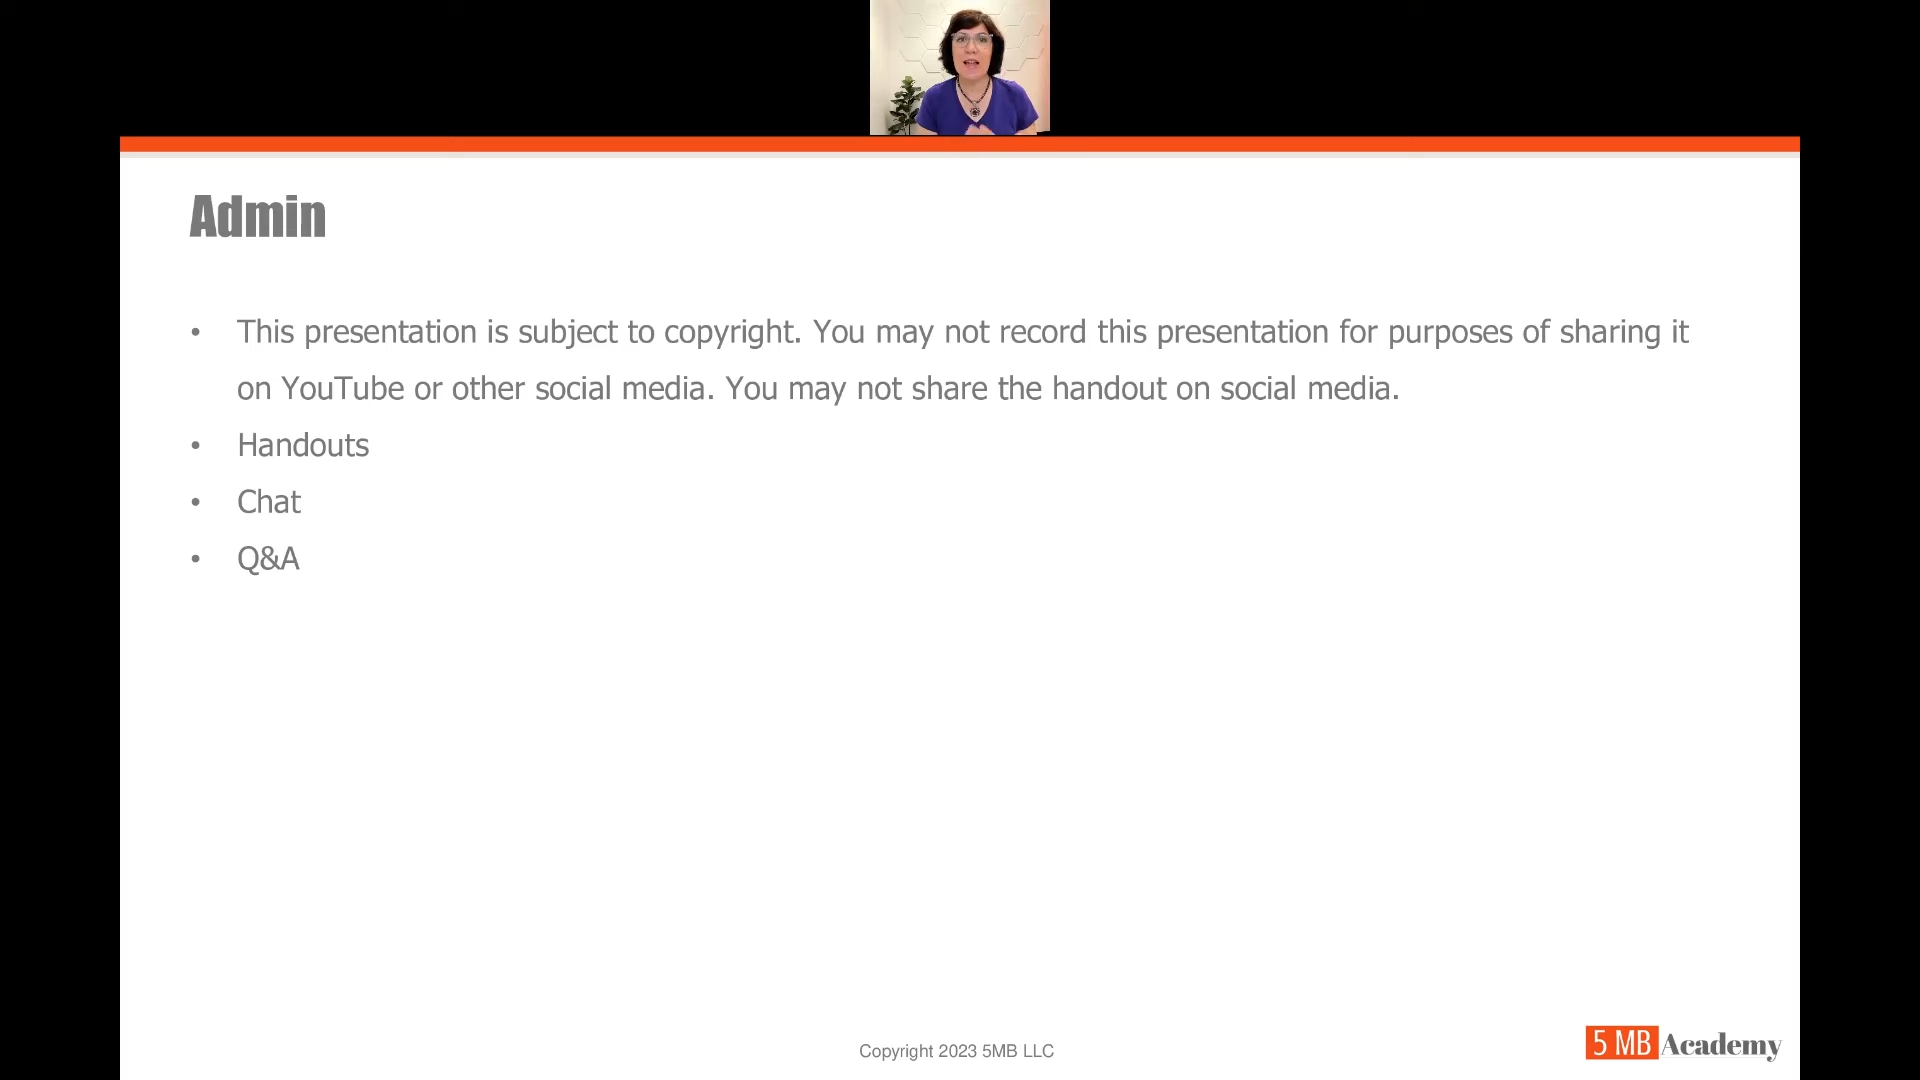 Admin
• This presentation is subject to copyright. You may not record this presentation for purposes of sharing it
on YouTube or other social media. You may not share the handout on social media.
• Handouts
• Chat
• Q&A
Copyright 2023 5MB LLC
5 MB Academy